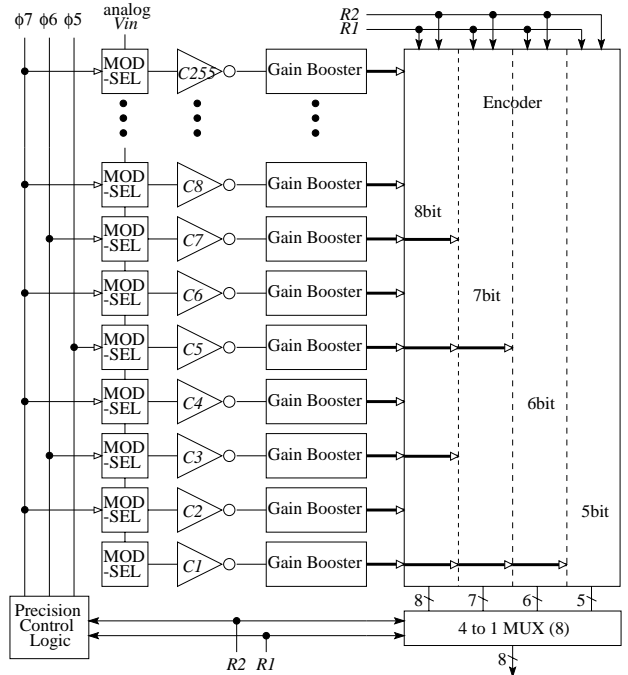 ϕ7 ϕ6 ϕ5
analog
Vin
R2
R1
MOD
-SEL
C255
Gain Booster
Encoder
MOD
-SEL
C8
Gain Booster
8bit
MOD
-SEL
C7
Gain Booster
MOD
-SEL
C6
Gain Booster
7bit
MOD
-SEL
C5
Gain Booster
MOD
-SEL
C4
Gain Booster
6bit
MOD
-SEL
C3
Gain Booster
MOD
-SEL
C2
Gain Booster
5bit
MOD
-SEL
C1
Gain Booster
8 7 6 5
Precision
Control
Logic
4 to 1 MUX (8)
R2 R1
8